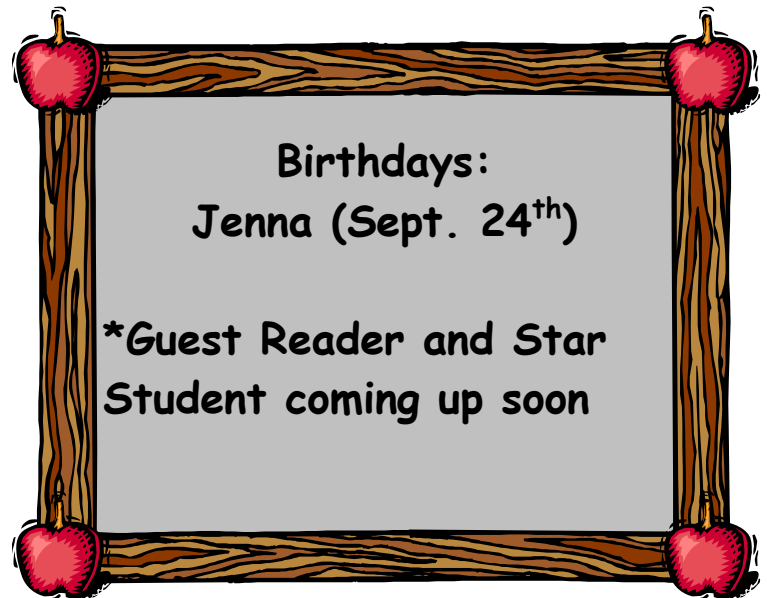 Birthdays:
Jenna (Sept. 24th)
*Guest Reader and Star
Student coming up soon